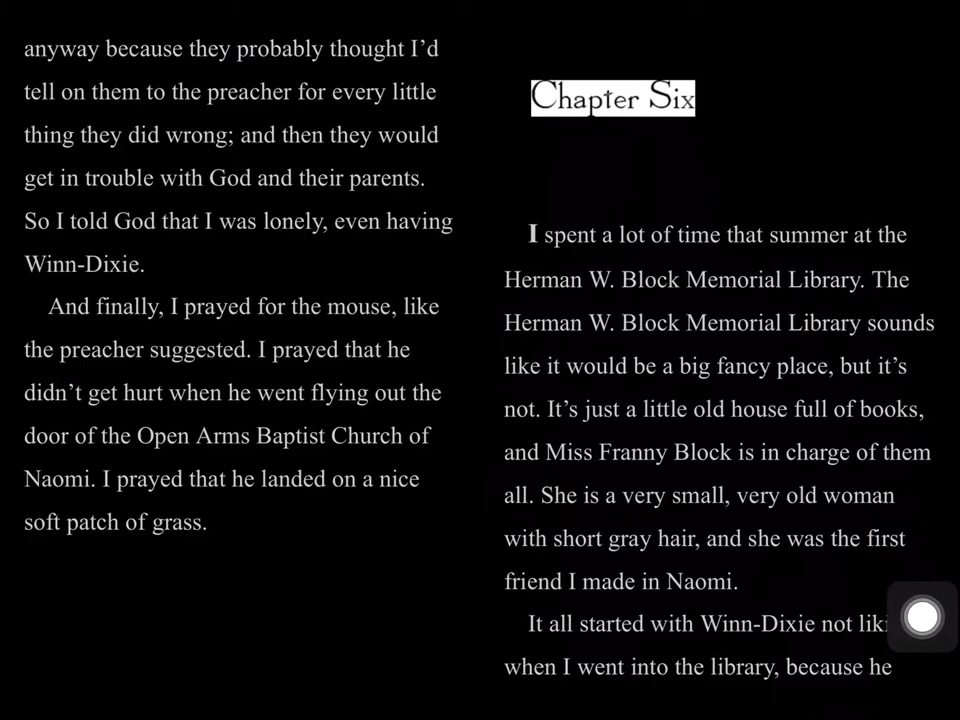 anyway because they probably thought I’d
tell on them to the preacher for every little
thing they did wrong; and then they would
get in trouble with God and their parents.
So I told God that I was lonely, even having
Winn-Dixie.
And finally, I prayed for the mouse, like
the preacher suggested. I prayed that he
didn’t get hurt when he went flying out the
door of the Open Arms Baptist Church of
Naomi. I prayed that he landed on a nice
soft patch of grass.
Chapter Six
I spent a lot of time that summer at the
Herman W. Block Memorial Library. The
Herman W. Block Memorial Library sounds
like it would be a big fancy place, but it’s
not. It’s just a little old house full of books,
and Miss Franny Block is in charge of them
all. She is a very small, very old woman
with short gray hair, and she was the first
friend I made in Naomi.
It all started with Winn-Dixie not
when I went into the library, because he